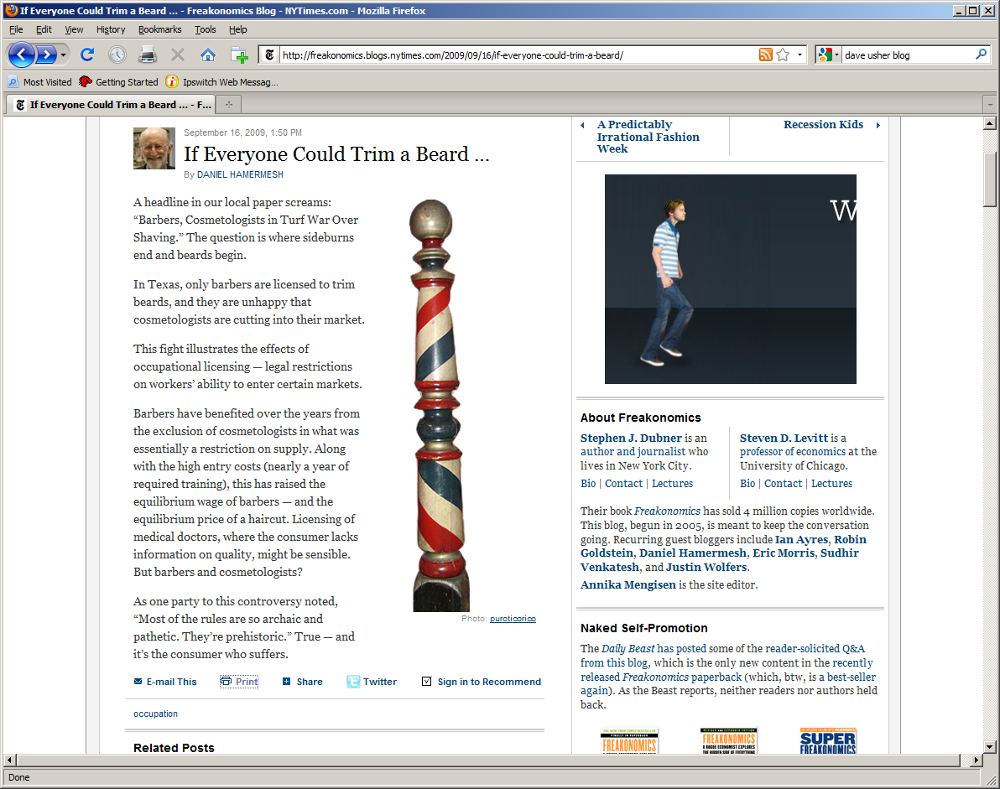 If Everyone Could Trim a Beard ... - Freakonomics Blog - NYTimes.com - Mozilla Firefox
File Edit View History Bookmarks Tools Help
http://freakonomics.blogs.nytimes.com/2009/09/16/if-everyone-could-trim-a-beard/
dave usher blog
Most Visited Getting Started Ipswitch Web Messag...
If Everyone Could Trim a Beard ... - F...
September 16, 2009, 1:50 PM
If Everyone Could Trim a Beard ...
By DANIEL HAMERMESH
A headline in our local paper screams:
“Barbers, Cosmetologists in Turf War Over
Shaving.” The question is where sideburns
end and beards begin.
In Texas, only barbers are licensed to trim
beards, and they are unhappy that
cosmetologists are cutting into their market.
This fight illustrates the effects of
occupational licensing — legal restrictions
on workers’ ability to enter certain markets.
Barbers have benefited over the years from
the exclusion of cosmetologists in what was
essentially a restriction on supply. Along
with the high entry costs (nearly a year of
required training), this has raised the
equilibrium wage of barbers — and the
equilibrium price of a haircut. Licensing of
medical doctors, where the consumer lacks
information on quality, might be sensible.
But barbers and cosmetologists?
As one party to this controversy noted,
“Most of the rules are so archaic and
pathetic. They’re prehistoric.” True — and
it’s the consumer who suffers.
Photo: puroticorico
E-mail This Print Share Twitter Sign in to Recommend
occupation
Related Posts
A Predictably
Irrational Fashion
Week
Recession Kids
W
About Freakonomics
Stephen J. Dubner is an
author and journalist who
lives in New York City.
Bio | Contact | Lectures
Steven D. Levitt is a
professor of economics at the
University of Chicago.
Bio | Contact | Lectures
Their book Freakonomics has sold 4 million copies worldwide.
This blog, begun in 2005, is meant to keep the conversation
going. Recurring guest bloggers include Ian Ayres, Robin
Goldstein, Daniel Hamermesh, Eric Morris, Sudhir
Venkatesh, and Justin Wolfers.
Annika Mengisen is the site editor.
Naked Self-Promotion
The Daily Beast has posted some of the reader-solicited Q&A
from this blog, which is the only new content in the recently
released Freakonomics paperback (which, btw, is a best-seller
again). As the Beast reports, neither readers nor authors held
back.
FREAKONOMICS
FREAKONOMICS
SUPER
FREAKONOMICS
Done